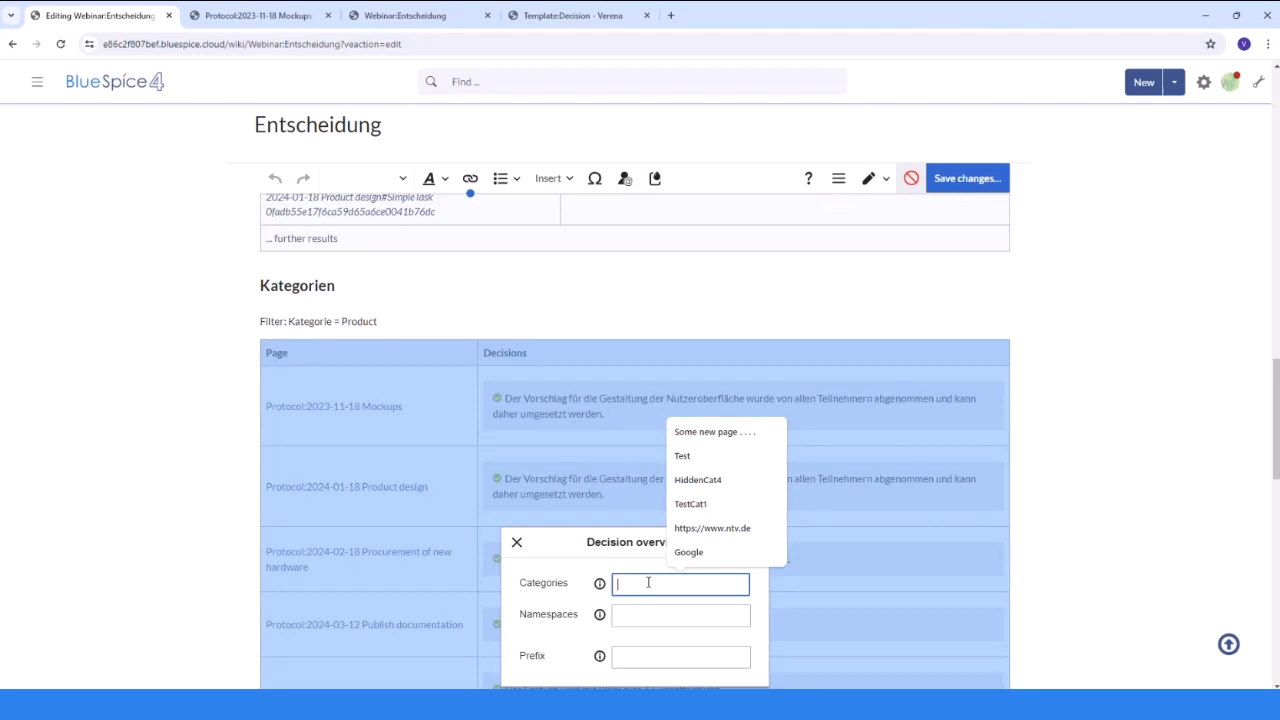 Editing Webinar:Entscheidung
Protocol:2023-11-18 Mockups
Webinar:Entscheidung
Template:Decision - Verena
e86c2f807bef.bluespice.cloud/wiki/Webinar:Entscheidung?veaction=edit
V
BlueSpice4
Find ...
New
Entscheidung
A
Insert
Ω
?
Save changes...
2024-01-18 Product design#SimpleTask
0fadb55e17f6ca59d65a6ce0041b76dc
... further results
Kategorien
Filter: Kategorie = Product
Page
Decisions
Protocol:2023-11-18 Mockups
Der Vorschlag für die Gestaltung der Nutzeroberfläche wurde von allen Teilnehmern abgenommen und kann
daher umgesetzt werden.
Some new page . . . .
Test
HiddenCat4
TestCat1
https://www.ntv.de
Google
Protocol:2024-01-18 Product design
Der Vorschlag für die Gestaltung der
n allen Teilnehmern abgenommen und kann
daher umgesetzt werden.
Protocol:2024-02-18 Procurement of new
hardware
Decision overvi
Categories
Namespaces
Prefix
Protocol:2024-03-12 Publish documentation